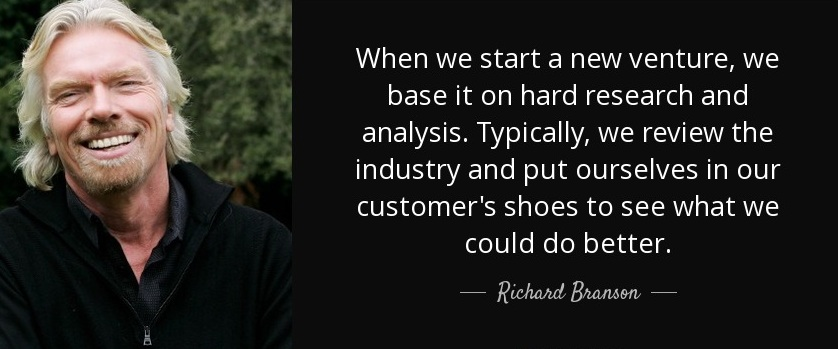 When we start a new venture, we
base it on hard research and
analysis. Typically, we review the
industry and put ourselves in our
customer's shoes to see what we
could do better.
Richard Branson